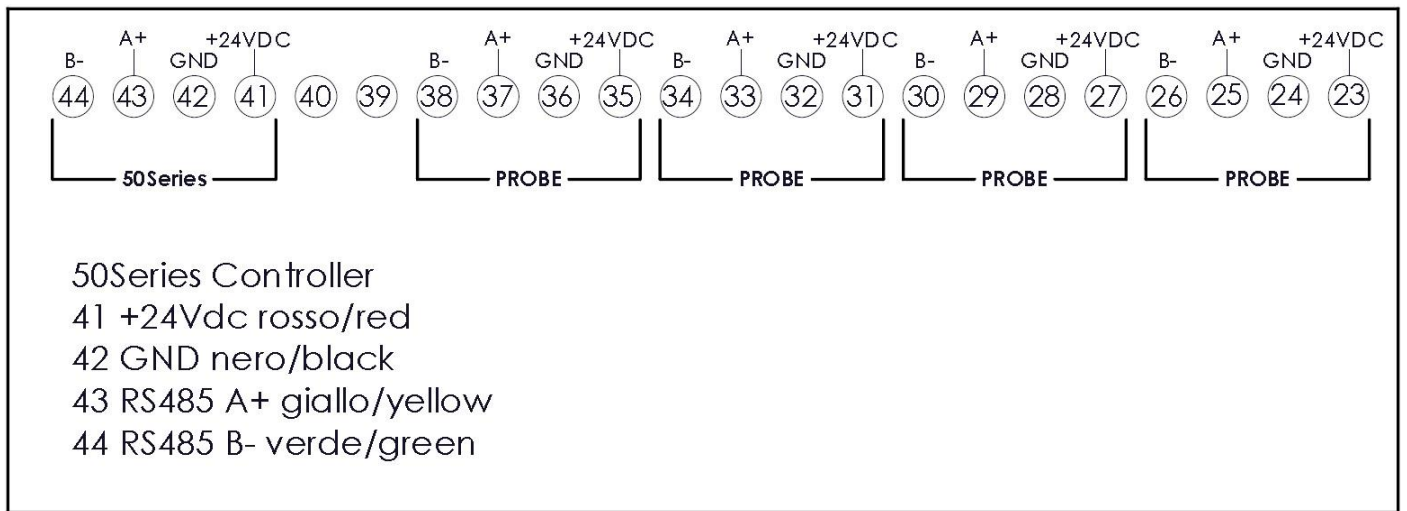 A+ +24VDC A+ +24VDC A+ +24VDC A+ +24VDC A+ +24VDC
B- GND B- GND B- GND B- GND B- GND
44 43 42 41 40 39 38 37 36 35 34 33 32 31 30 29 28 27 26 25 24 23
50Series PROBE PROBE PROBE PROBE
50Series Controller
41 +24Vdc rosso/red
42 GND nero/black
43 RS485 A+ giallo/yellow
44 RS485 B- verde/green